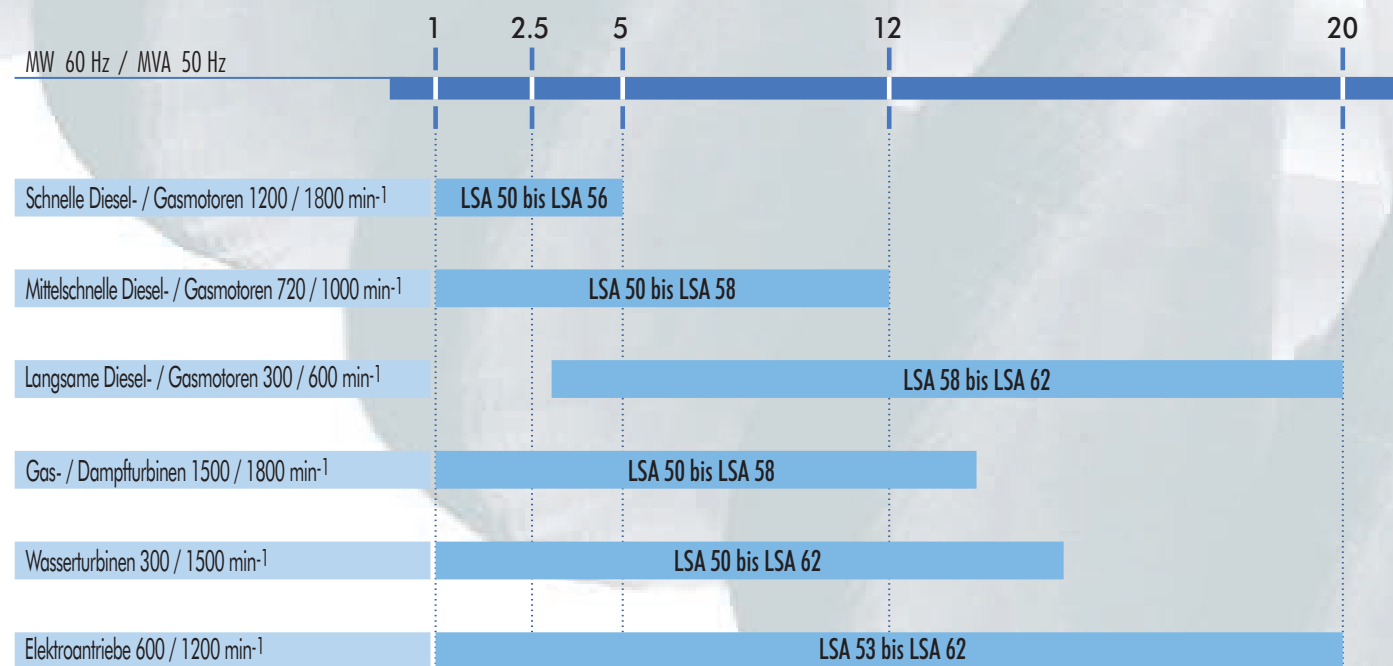 1 2.5 5 12 20
MW 60 Hz / MVA 50 Hz
Schnelle Diesel- / Gasmotoren 1200 / 1800 min-1 LSA 50 bis LSA 56
Mittelschnelle Diesel- / Gasmotoren 720 / 1000 min-1 LSA 50 bis LSA 58
Langsame Diesel- / Gasmotoren 300 / 600 min-1 LSA 58 bis LSA 62
Gas- / Dampfturbinen 1500 / 1800 min-1 LSA 50 bis LSA 58
Wasserturbinen 300 / 1500 min-1 LSA 50 bis LSA 62
Elektroantriebe 600 / 1200 min-1 LSA 53 bis LSA 62